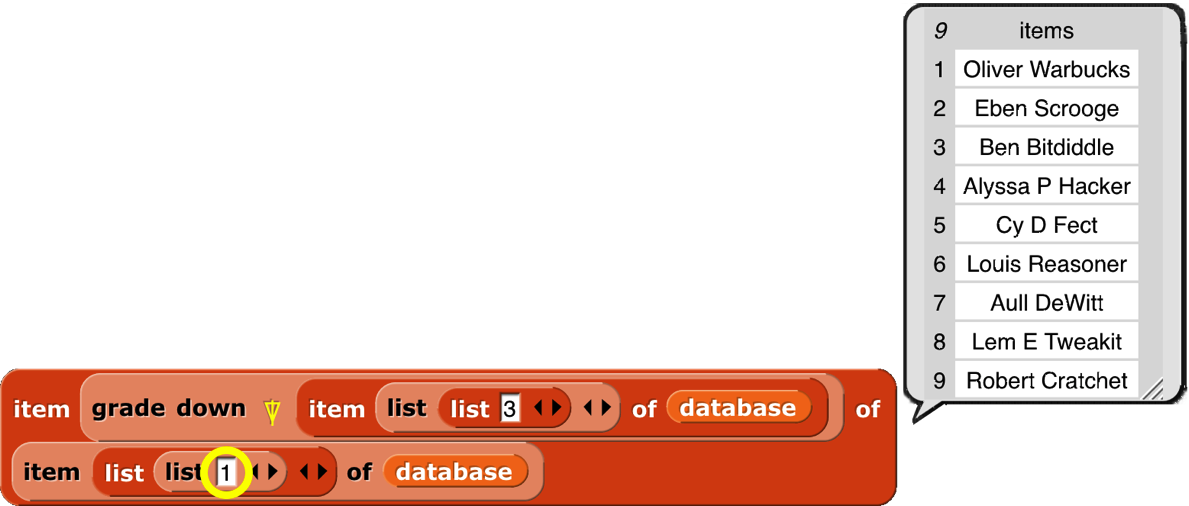 9 items
1 Oliver Warbucks
2 Eben Scrooge
3 Ben Bitdiddle
4 Alyssa P Hacker
5 Cy D Fect
6 Louis Reasoner
7 Aull DeWitt
8 Lem E Tweakit
9 Robert Cratchet
item grade down item list list 3 of database of
item list list 1 of database